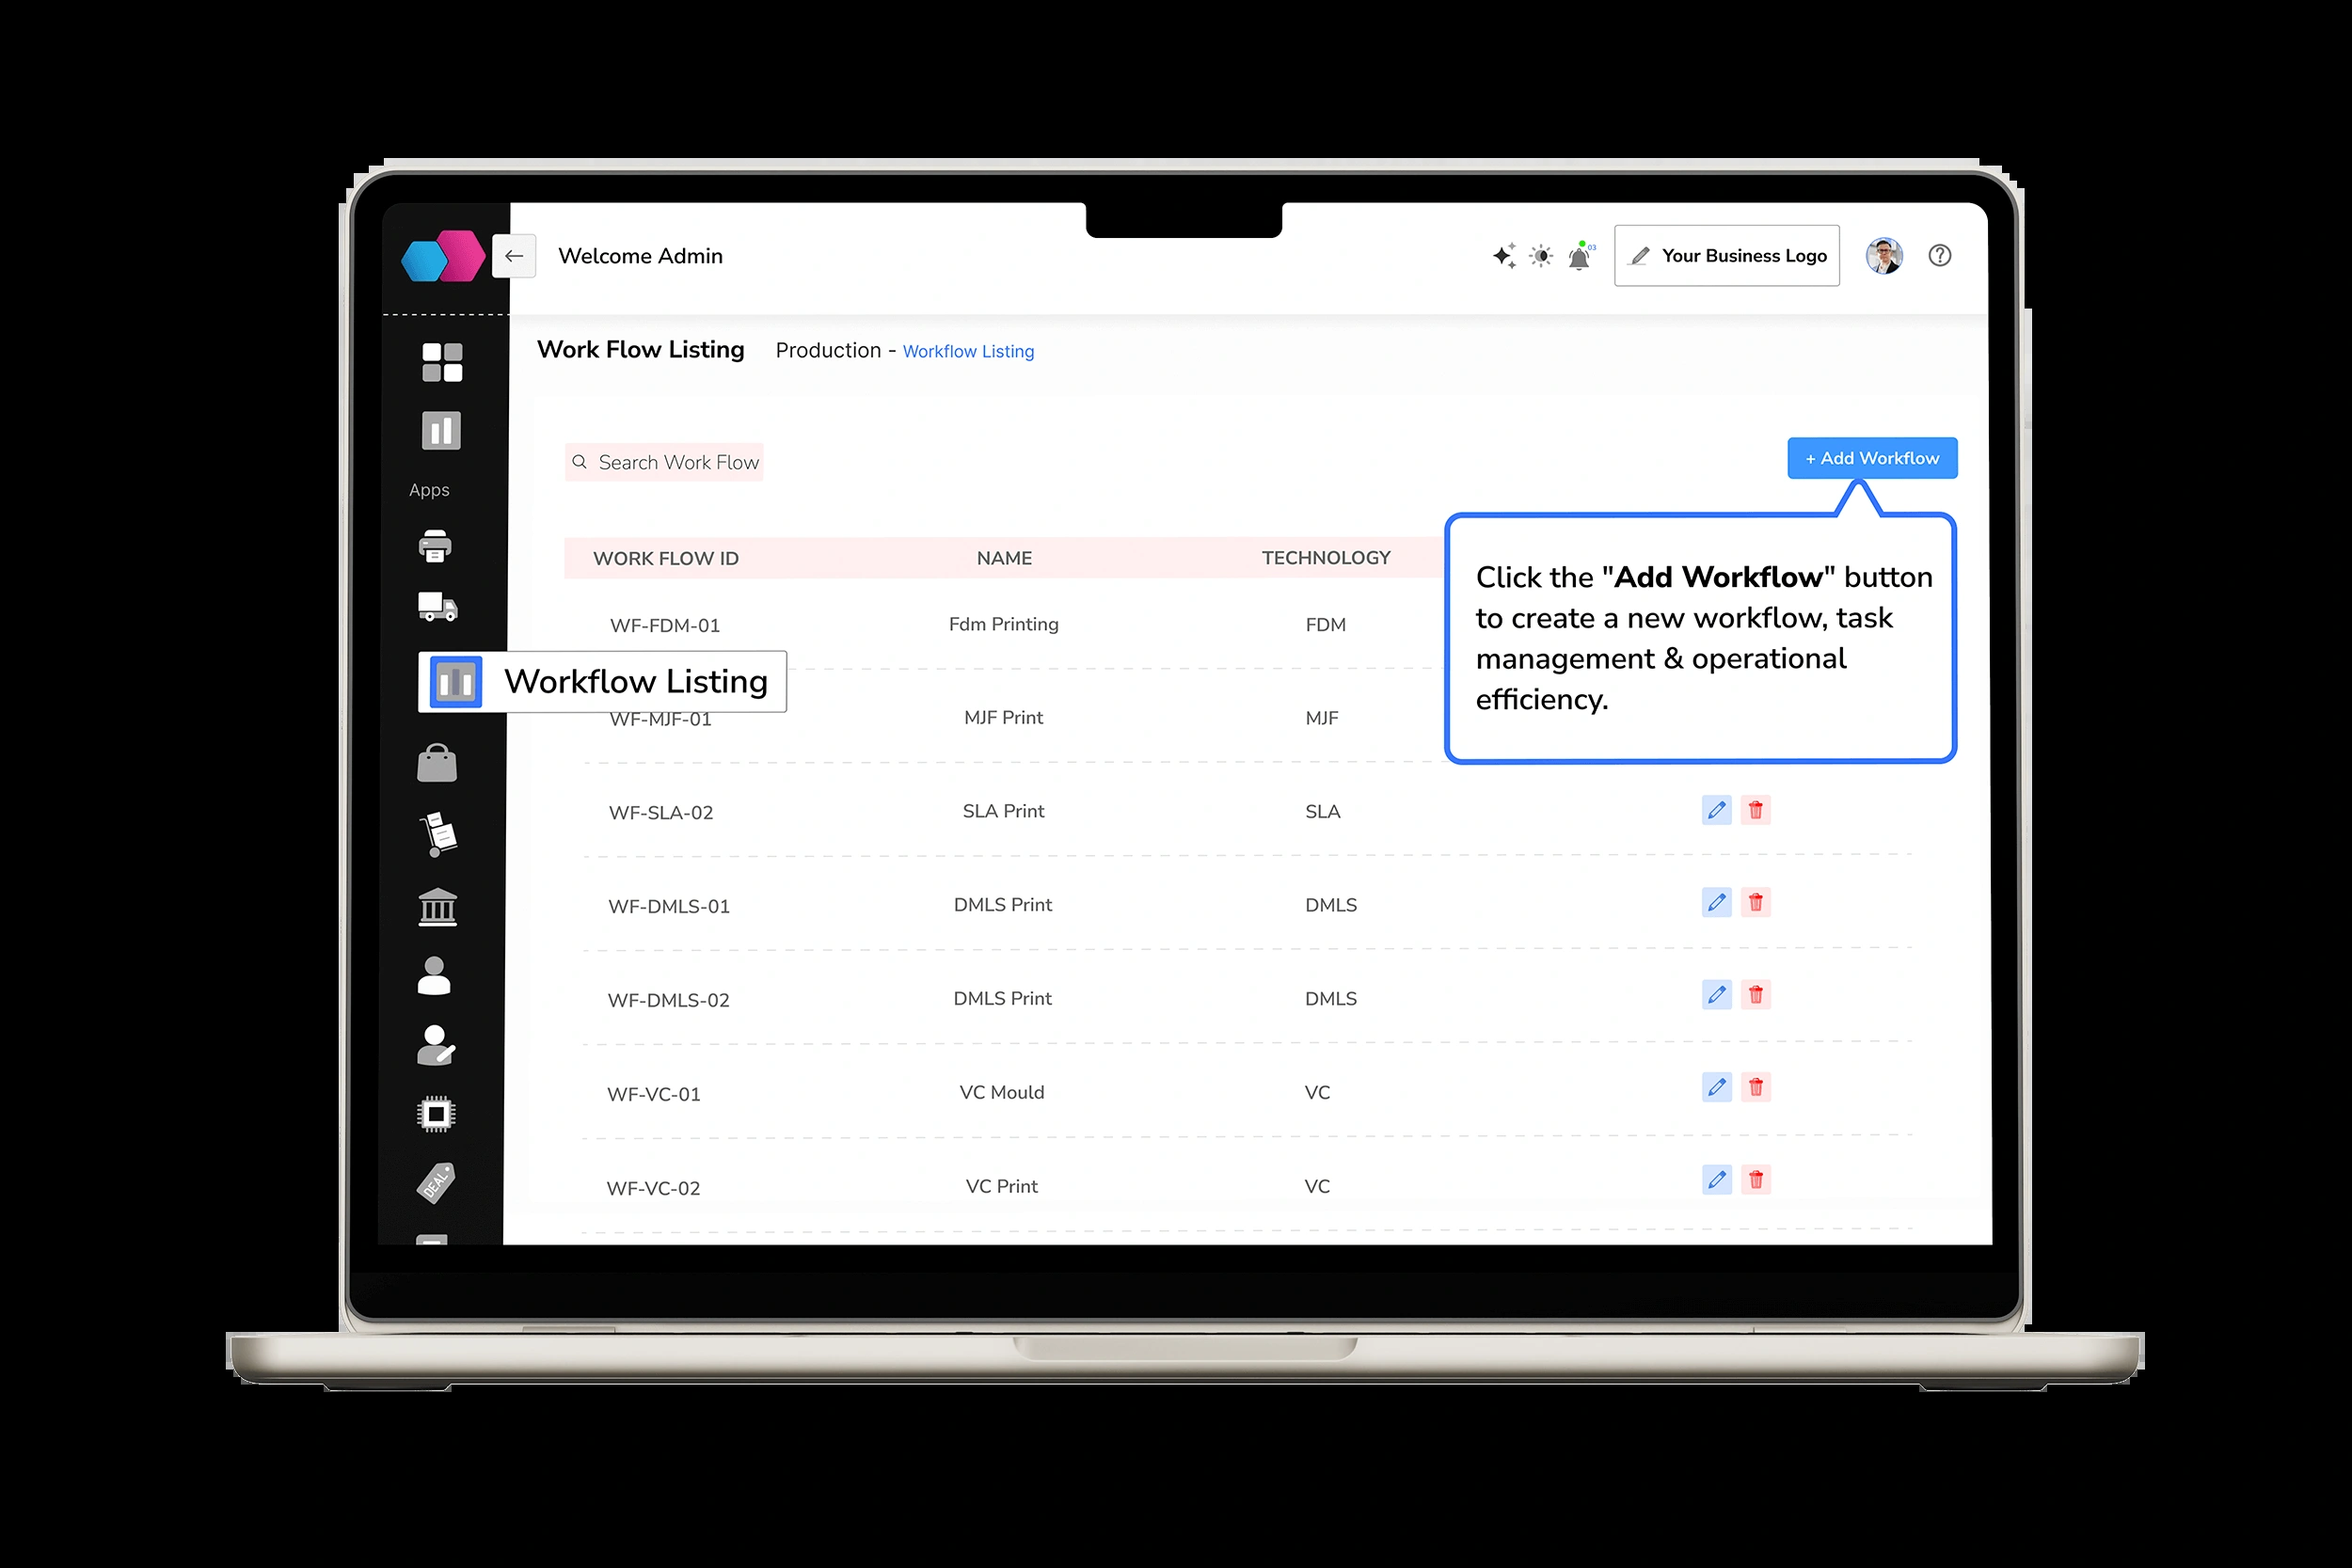 Welcome Admin
03
Your Business Logo
Work Flow Listing
Production - Workflow Listing
Search Work Flow
+ Add Workflow
Apps
WORK FLOW ID NAME TECHNOLOGY
Click the "Add Workflow" button
to create a new workflow, task
management & operational
efficiency.
WF-FDM-01 Fdm Printing FDM
Workflow Listing
WF-MJF-01 MJF Print MJF
WF-SLA-02 SLA Print SLA
WF-DMLS-01 DMLS Print DMLS
WF-DMLS-02 DMLS Print DMLS
WF-VC-01 VC Mould VC
DEAL
WF-VC-02 VC Print VC